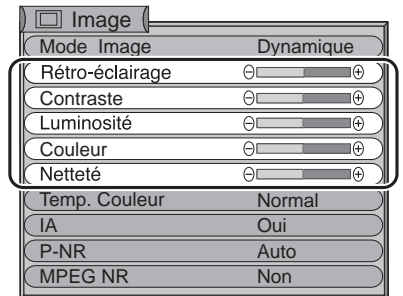 Image
Mode Image Dynamique
Rétro-éclairage
Contraste
Luminosité
Couleur
Netteté
Temp. Couleur Normal
IA Oui
P-NR Auto
MPEG NR Non